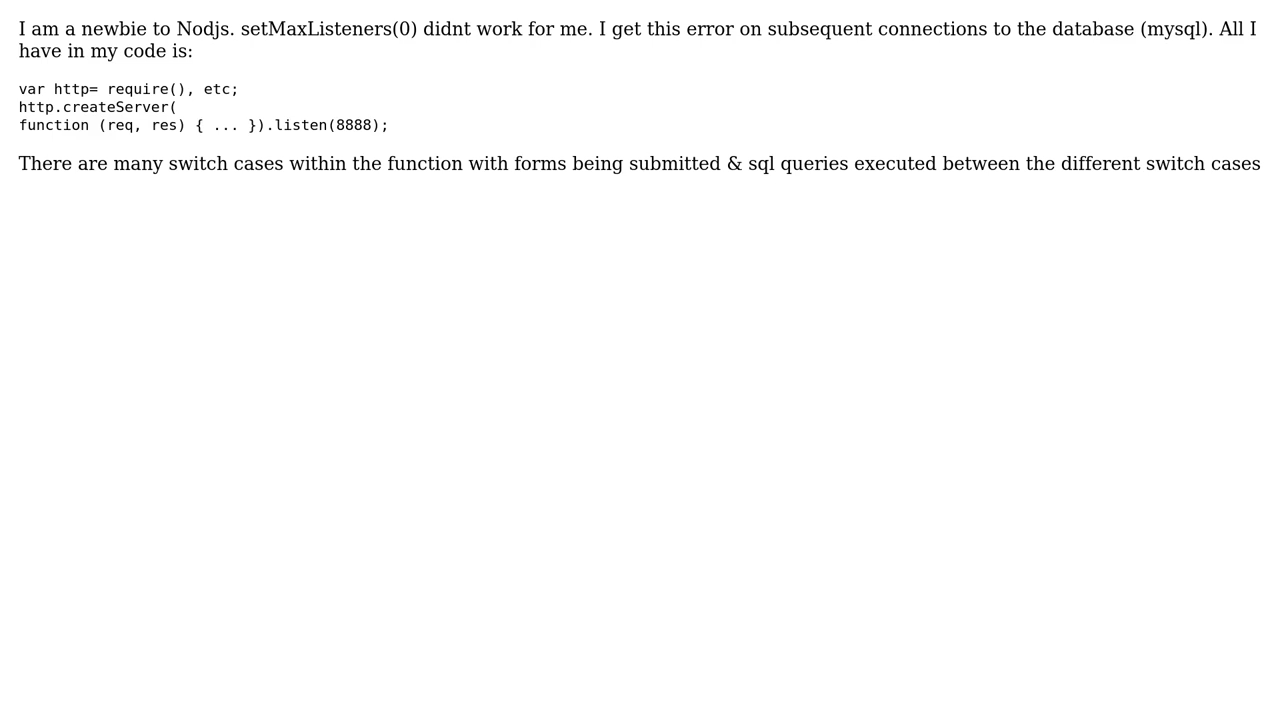 I am a newbie to Nodjs. setMaxListeners(0) didnt work for me. I get this error on subsequent connections to the database (mysql). All I
have in my code is:
var http= require(), etc;
http.createServer(
function (req, res) { ... }).listen(8888);
There are many switch cases within the function with forms being submitted & sql queries executed between the different switch cases